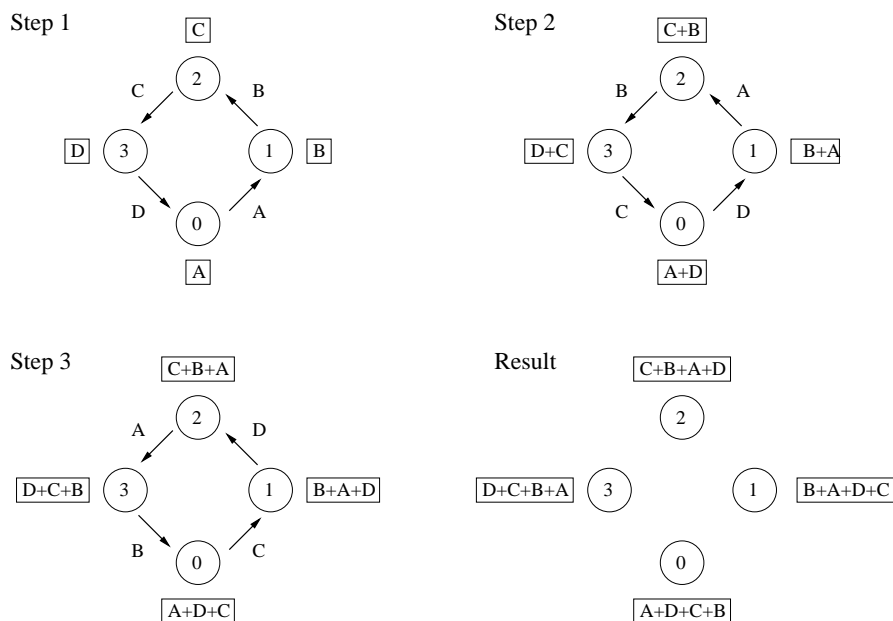 Step 1
C
2
C
B
D
3
1
B
D
A
0
A
Step 2
C+B
2
B
A
D+C
3
1
B+A
C
D
0
A+D
Step 3
C+B+A
2
A
D
D+C+B
3
1
B+A+D
B
C
0
A+D+C
Result
C+B+A+D
2
D+C+B+A
3
1
B+A+D+C
0
A+D+C+B